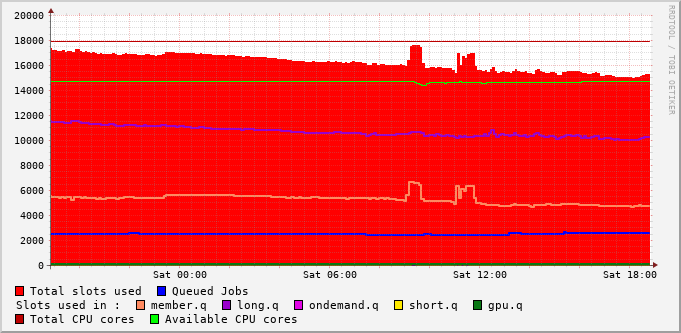 20000
18000
16000
14000
12000
10000
8000
6000
4000
2000
0
Sat 00:00 Sat 06:00 Sat 12:00 Sat 18:00
RRDTOOL / TOBI OETIKER
Total slots used Queued Jobs
Slots used in : member.q long.q ondemand.q short.q gpu.q
Total CPU cores Available CPU cores